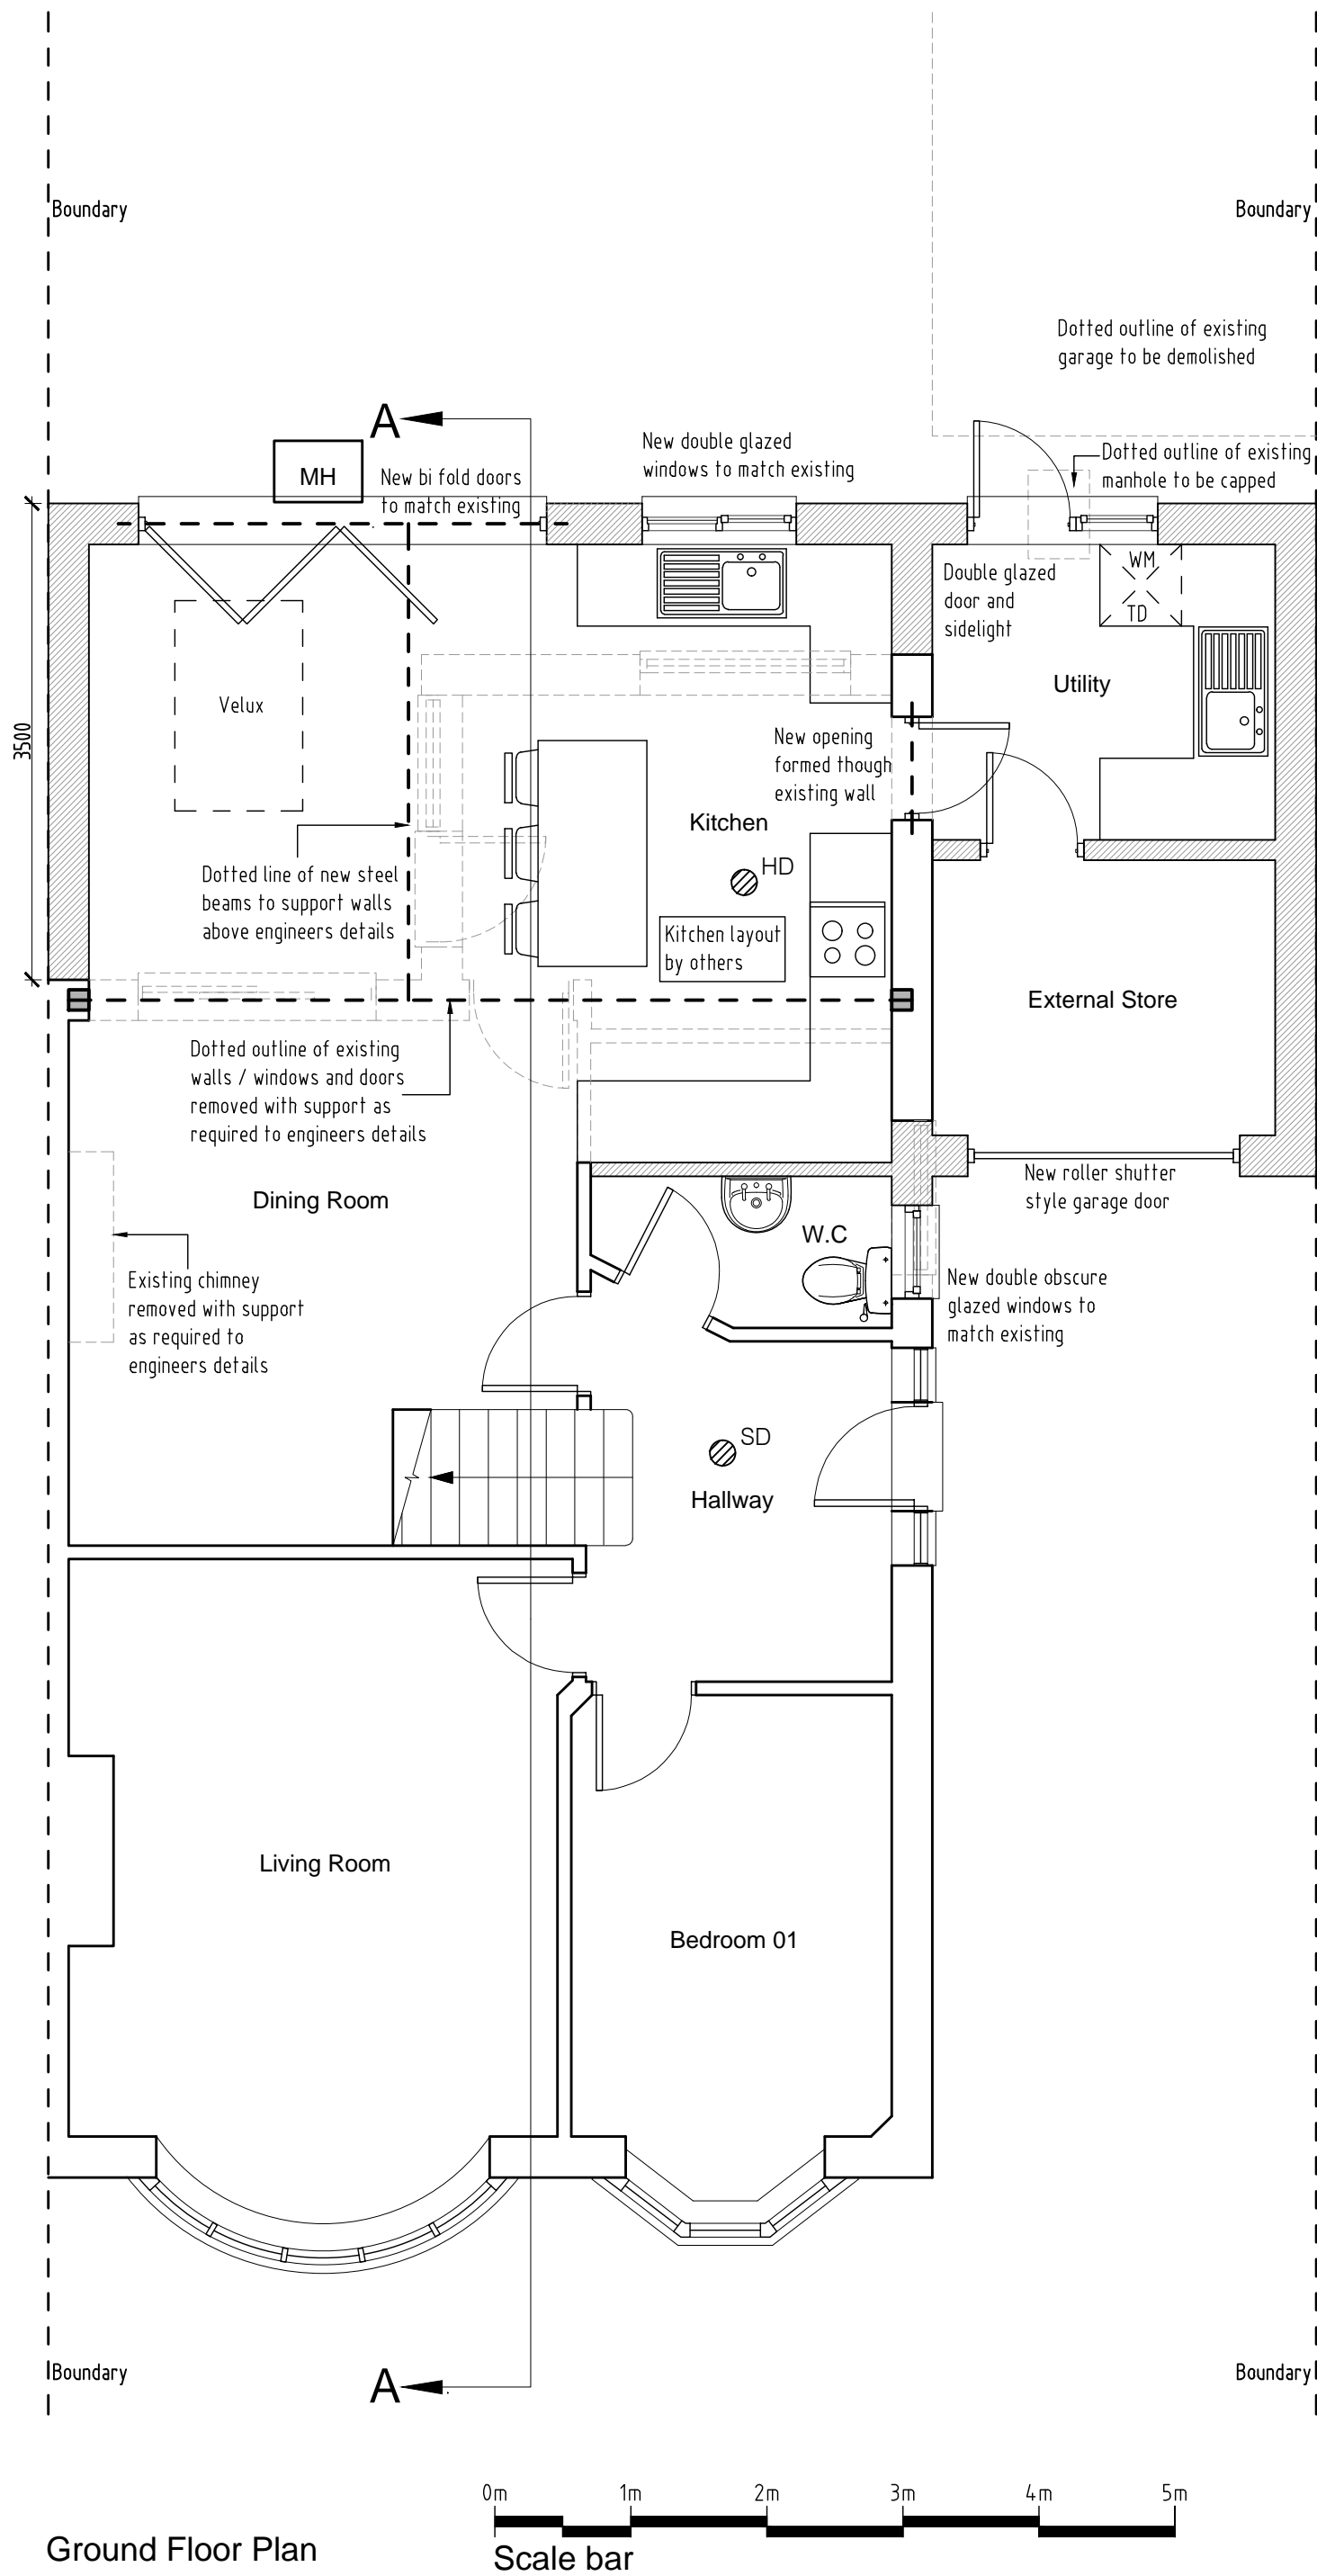 Boundary
Boundary
Dotted outline of existing
garage to be demolished
A
New double glazed
windows to match existing
Dotted outline of existing
manhole to be capped
MH
New bi fold doors
to match existing
WM
TD
Double glazed
door and
sidelight
Utility
Velux
3500
New opening
formed though
existing wall
Kitchen
HD
Dotted line of new steel
beams to support walls
above engineers details
Kitchen layout
by others
External Store
Dotted outline of existing
walls / windows and doors
removed with support as
required to engineers details
New roller shutter
style garage door
Dining Room
W.C
Existing chimney
removed with support
as required to
engineers details
New double obscure
glazed windows to
match existing
SD
Hallway
Living Room
Bedroom 01
Boundary
A
Boundary
0m 1m 2m 3m 4m 5m
Ground Floor Plan
Scale bar